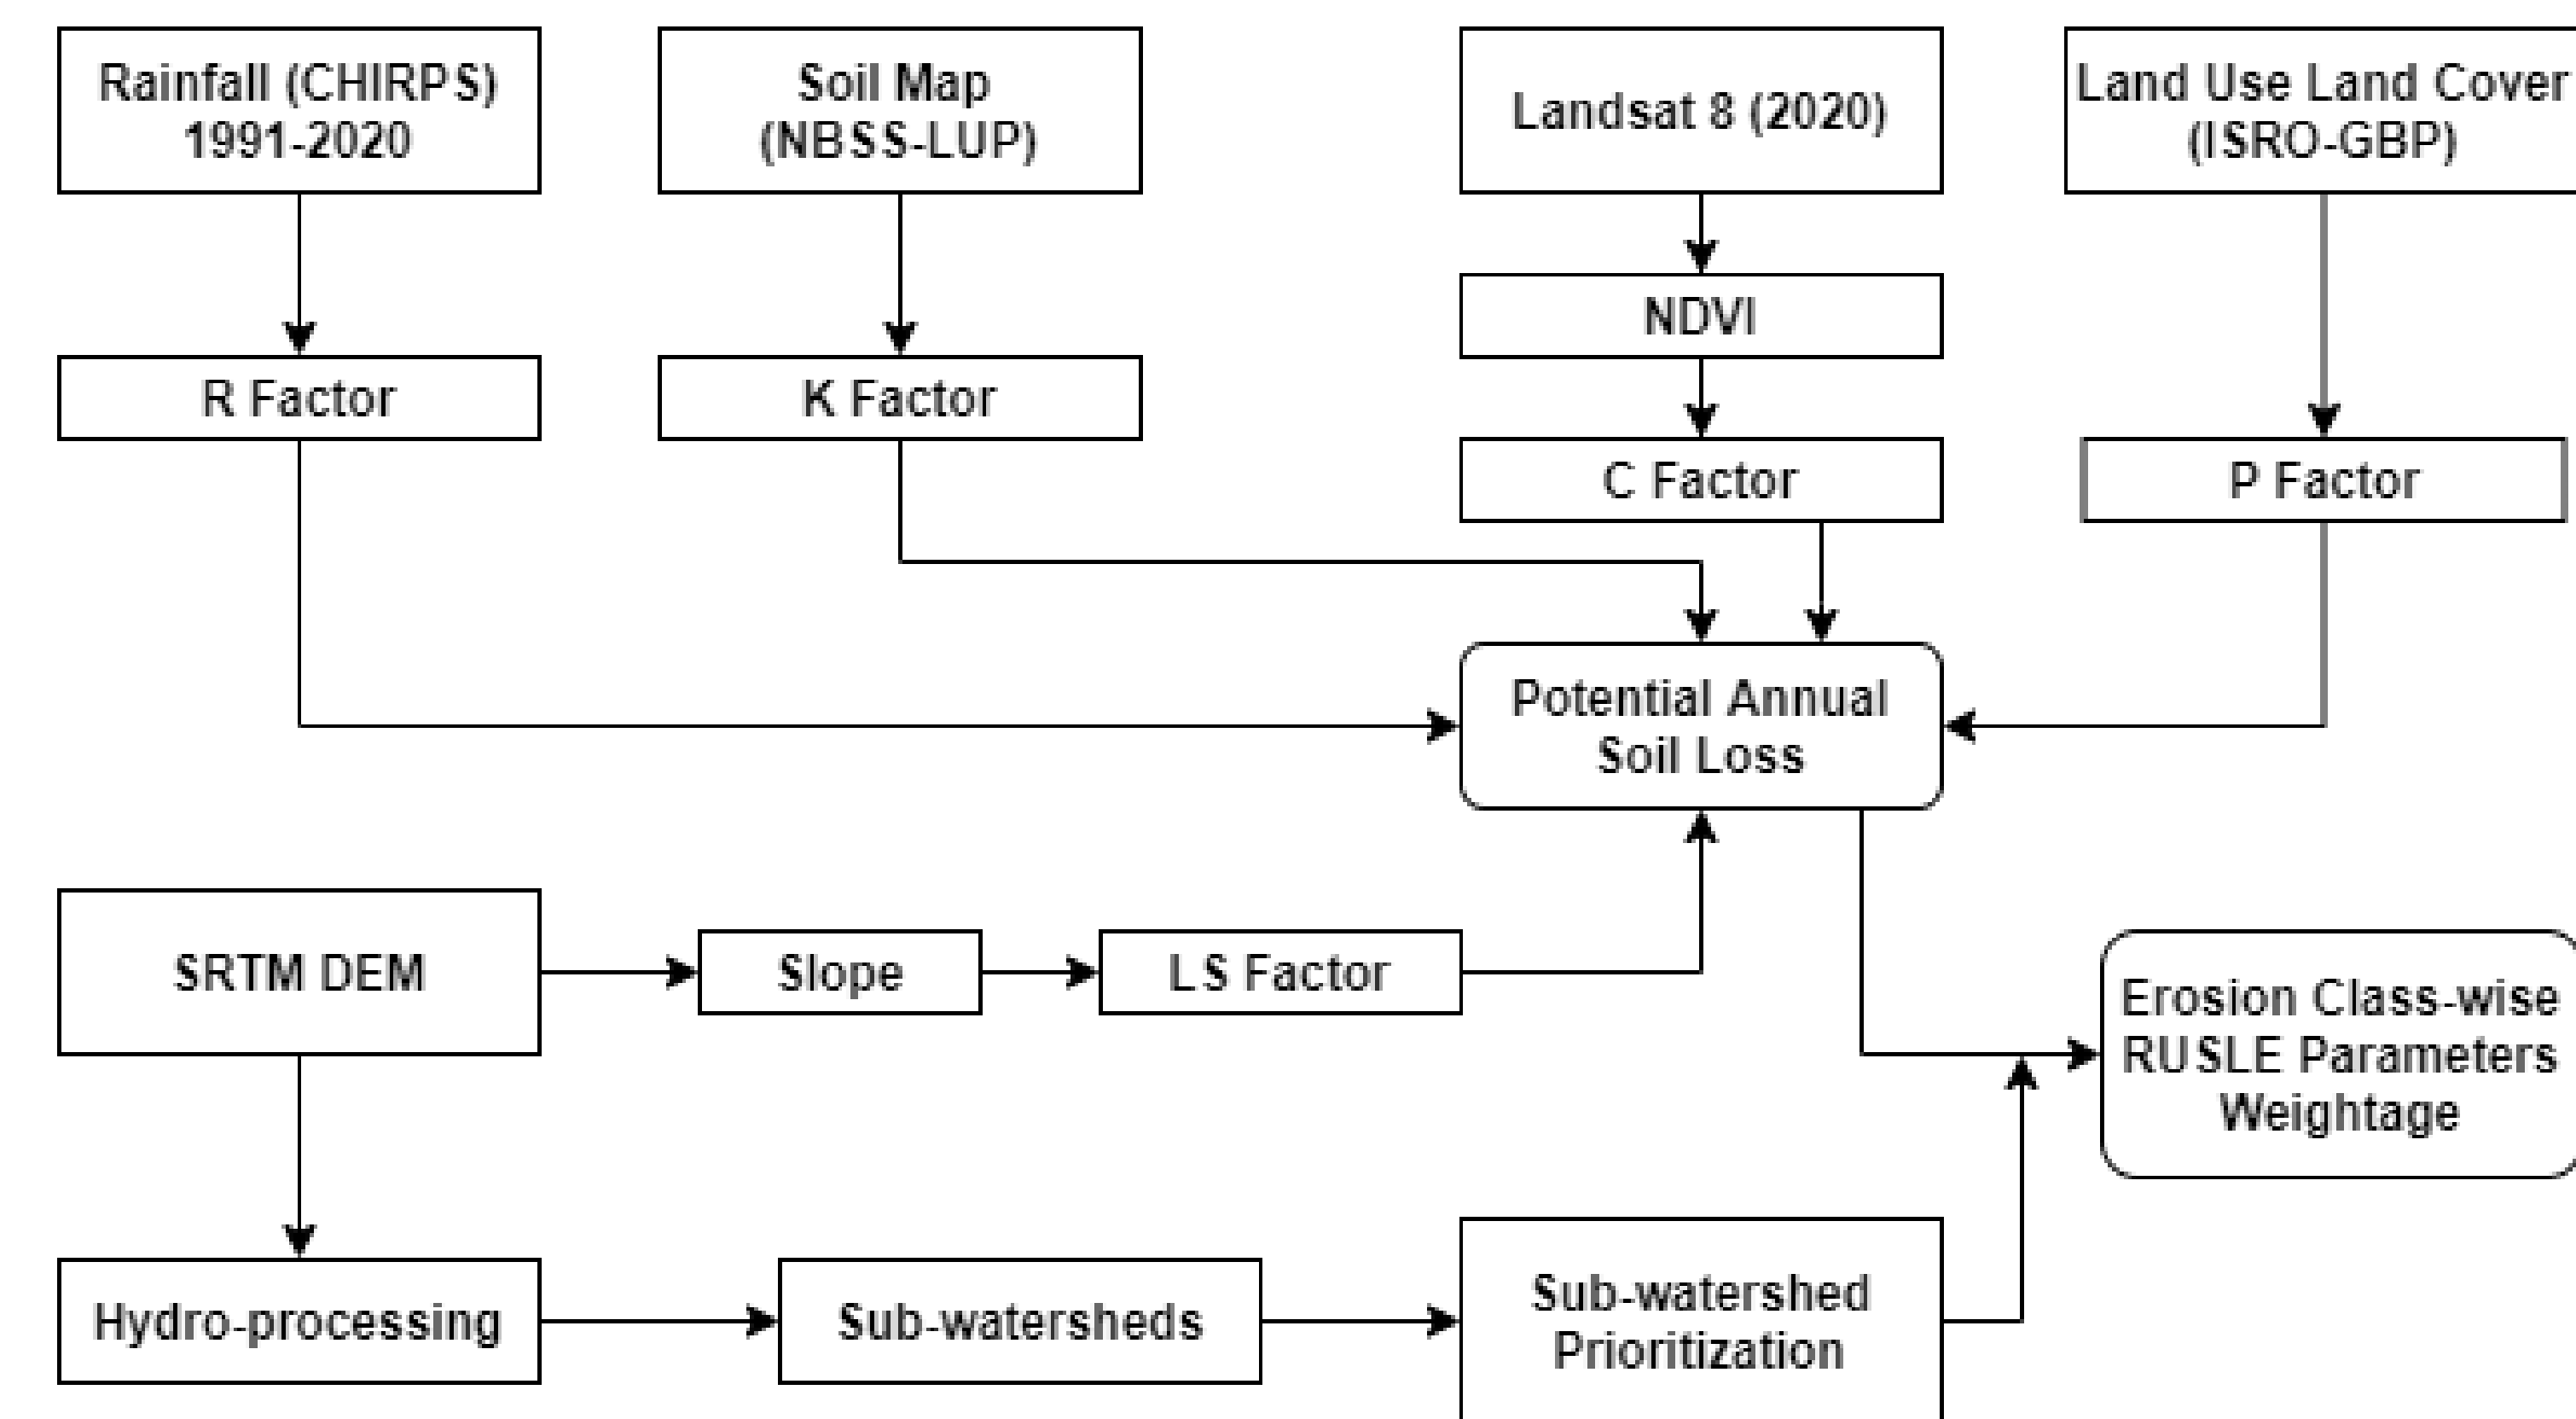 Rainfall (CHIRPS)
1991-2020
Soil Map
(NBSS-LUP)
Landsat 8 (2020)
Land Use Land Cover
(ISRO-GBP)
NDVI
R Factor
K Factor
C Factor
P Factor
Potential Annual
Soil Loss
SRTM DEM
Slope
LS Factor
Erosion Class-wise
RUSLE Parameters
Weightage
Hydro-processing
Sub-watersheds
Sub-watershed
Prioritization